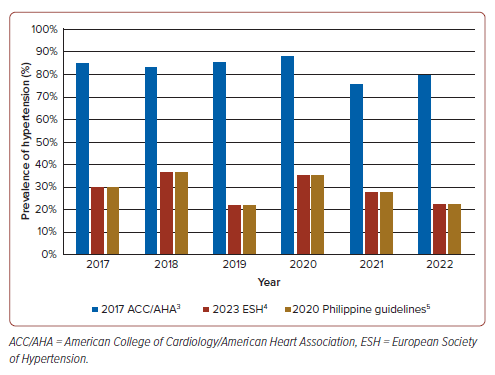 100%
90%
80%
70%
60%
50%
40%
30%
20%
10%
0%
Prevalence of hypertension (%)
2017 2018 2019 2020 2021 2022
Year
2017 ACC/AHA³ 2023 ESH⁴ 2020 Philippine guidelines⁵
ACC/AHA = American College of Cardiology/American Heart Association, ESH = European Society
of Hypertension.